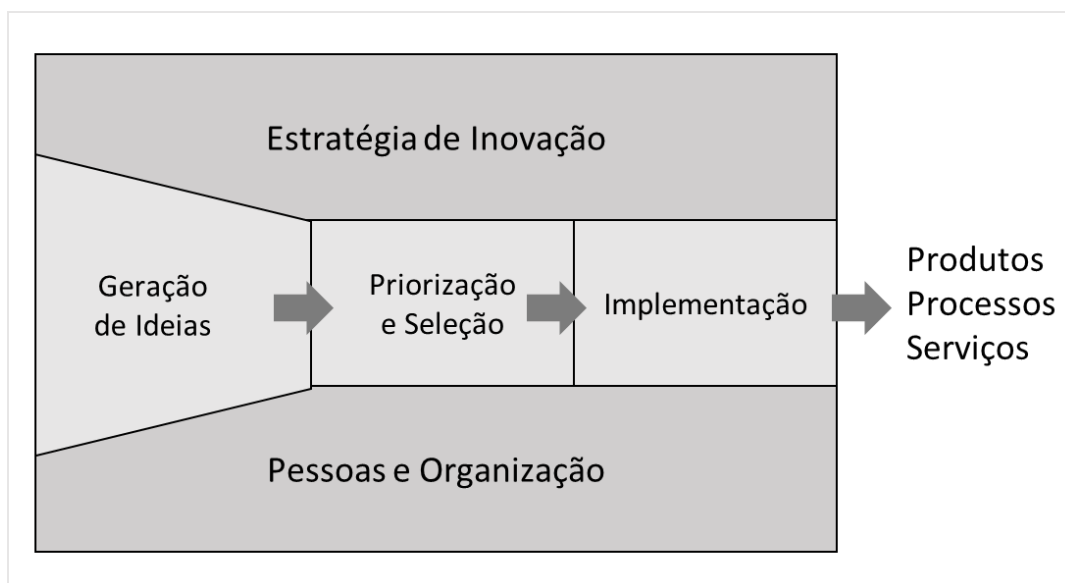 Estratégia de Inovação
Geração
de Ideias
Priorização
e Seleção
Implementação
Produtos
Processos
Serviços
Pessoas e Organização